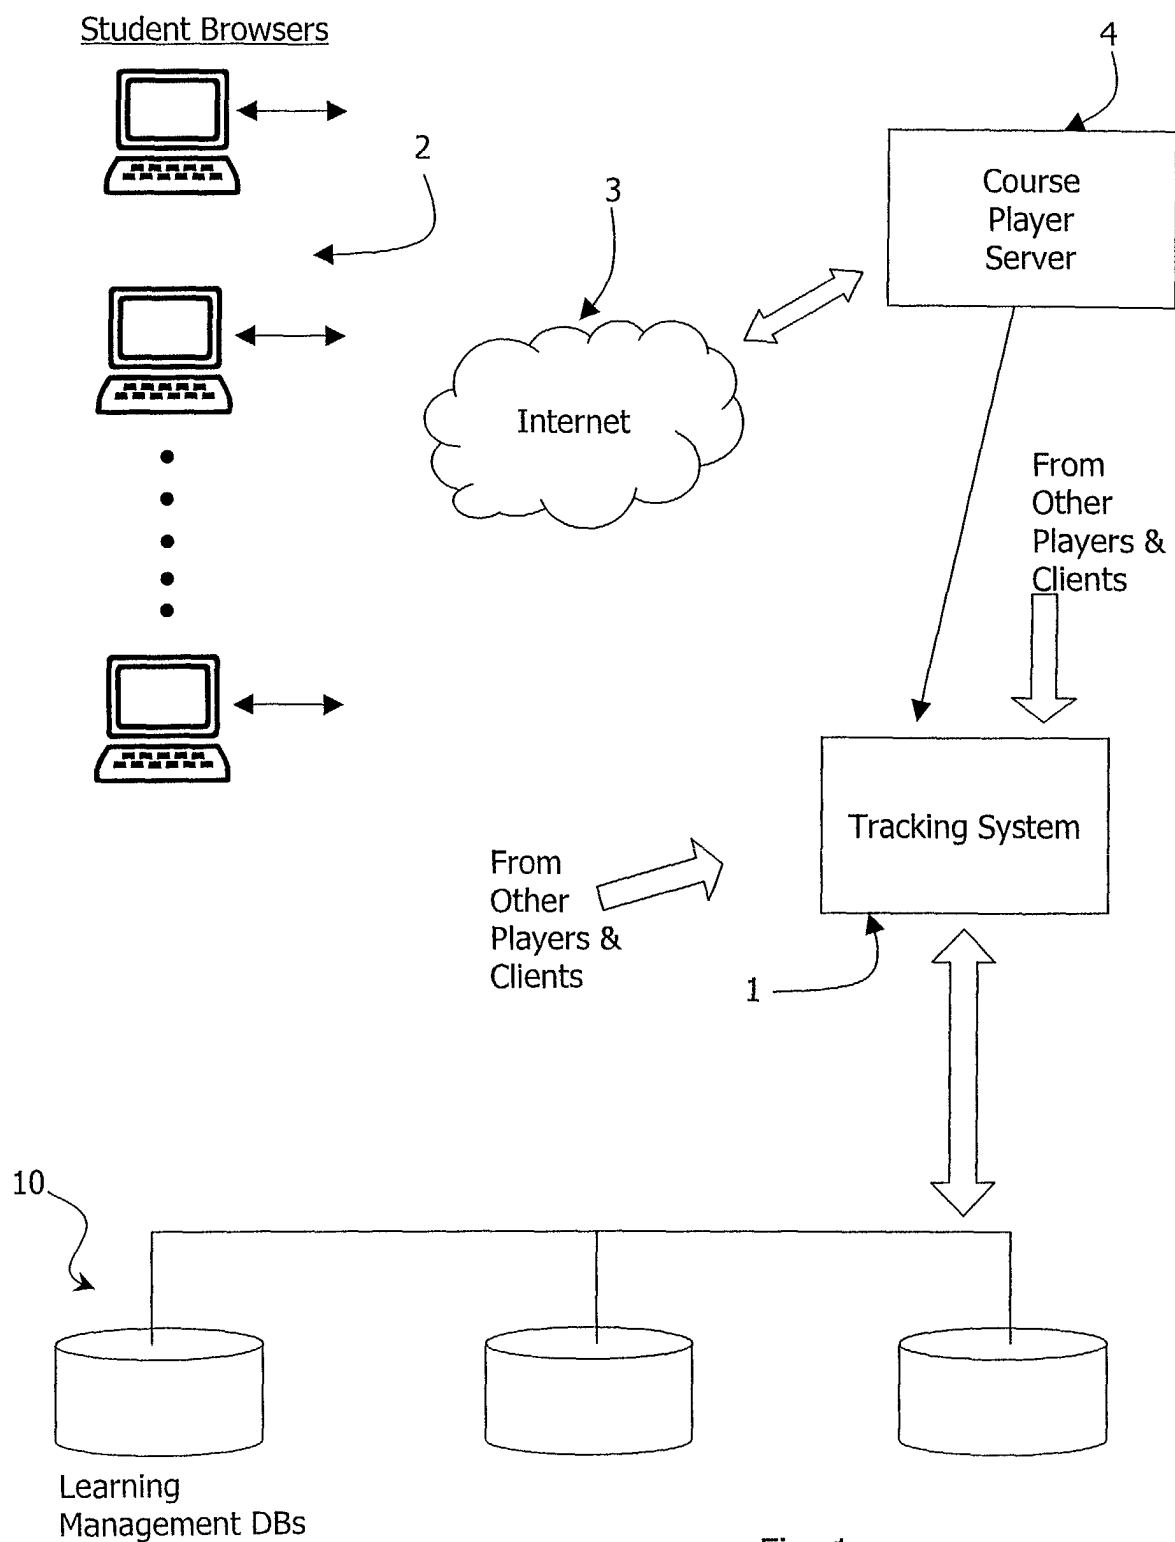 Student Browsers
4
2
3
Course
Player
Server
Internet
From
Other
Players &
Clients
Tracking System
From
Other
Players &
Clients
1
10
Learning
Management DBs